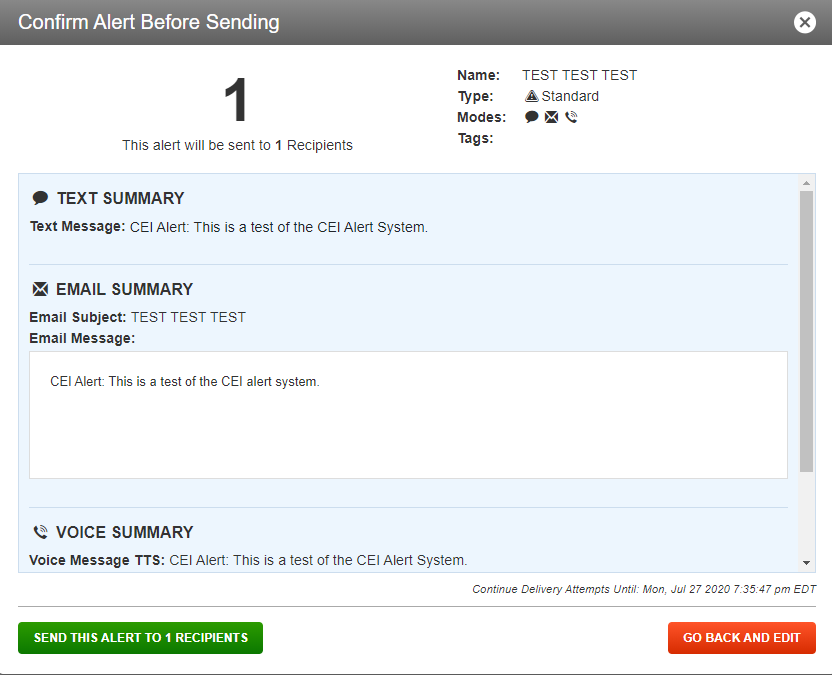 Confirm Alert Before Sending
1
This alert will be sent to 1 Recipients
Name: TEST TEST TEST
Type: Standard
Modes:
Tags:
TEXT SUMMARY
Text Message: CEI Alert: This is a test of the CEI Alert System.
EMAIL SUMMARY
Email Subject: TEST TEST TEST
Email Message:
CEI Alert: This is a test of the CEI alert system.
VOICE SUMMARY
Voice Message TTS: CEI Alert: This is a test of the CEI Alert System.
Continue Delivery Attempts Until: Mon, Jul 27 2020 7:35:47 pm EDT
SEND THIS ALERT TO 1 RECIPIENTS
GO BACK AND EDIT